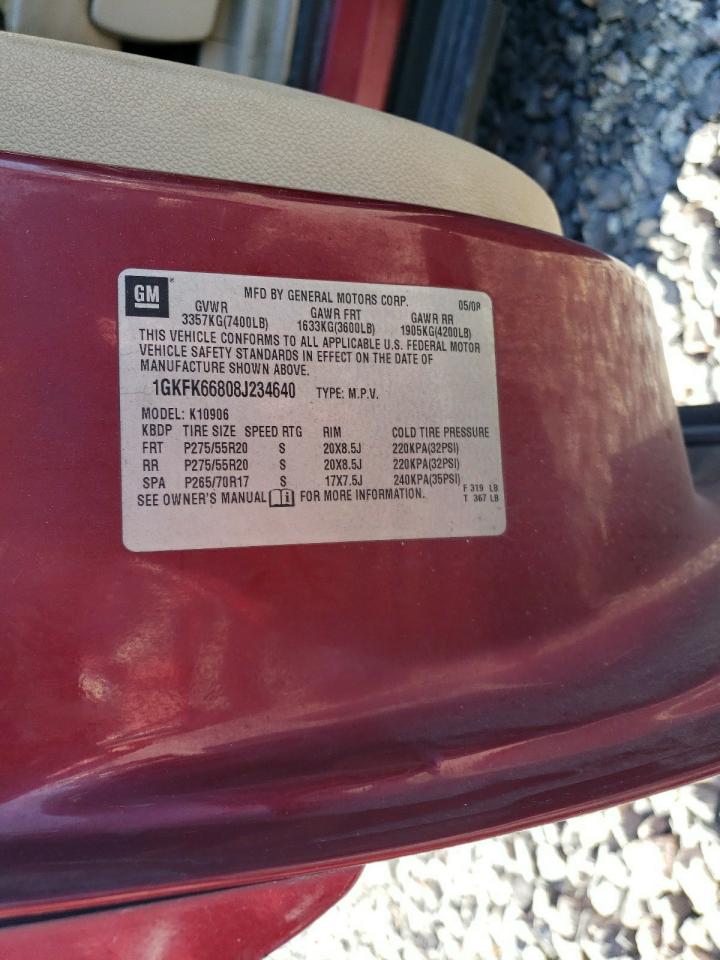 GM
MFD BY GENERAL MOTORS CORP. 05/08
GVWR GAWR FRT GAWR RR
3357KG(7400LB) 1633KG(3600LB) 1905KG(4200LB)
THIS VEHICLE CONFORMS TO ALL APPLICABLE U.S. FEDERAL MOTOR
VEHICLE SAFETY STANDARDS IN EFFECT ON THE DATE OF
MANUFACTURE SHOWN ABOVE.
1GKFK66808J234640 TYPE: M.P.V.
MODEL: K10906
KBDP TIRE SIZE SPEED RTG RIM COLD TIRE PRESSURE
FRT P275/55R20 S 20X8.5J 220KPA(32PSI)
RR P275/55R20 S 20X8.5J 220KPA(32PSI)
SPA P265/70R17 S 17X7.5J 240KPA(35PSI)
SEE OWNER'S MANUAL i FOR MORE INFORMATION.
F 319 LB
T 367 LB